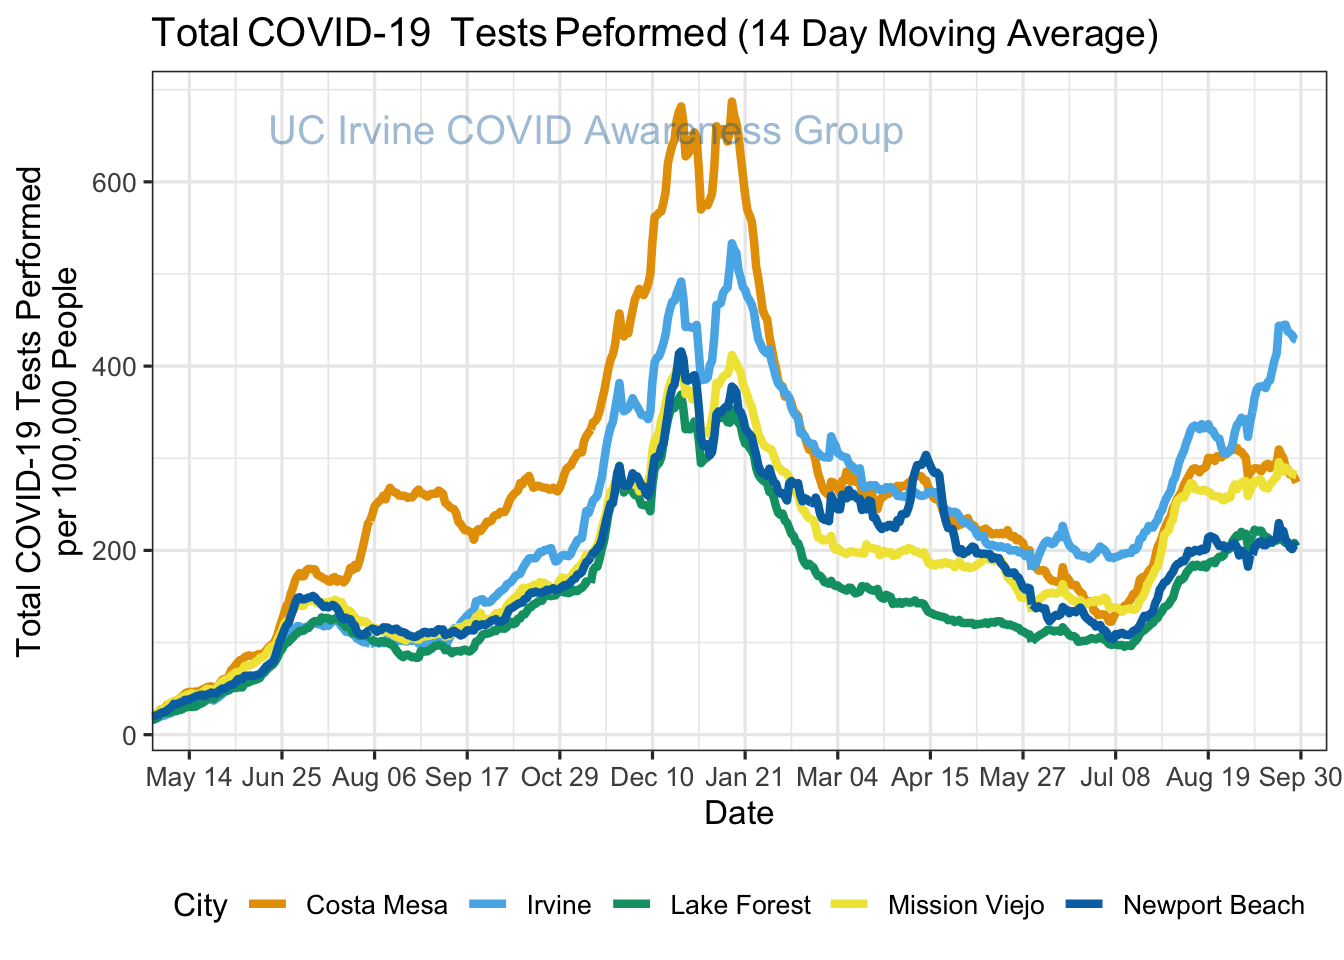 Total COVID-19 Tests Peformed (14 Day Moving Average)
UC Irvine COVID Awareness Group
Total COVID-19 Tests Performed
per 100,000 People
600
400
200
0
May 14 Jun 25 Aug 06 Sep 17 Oct 29 Dec 10 Jan 21 Mar 04 Apr 15 May 27 Jul 08 Aug 19 Sep 30
Date
City Costa Mesa Irvine Lake Forest Mission Viejo Newport Beach